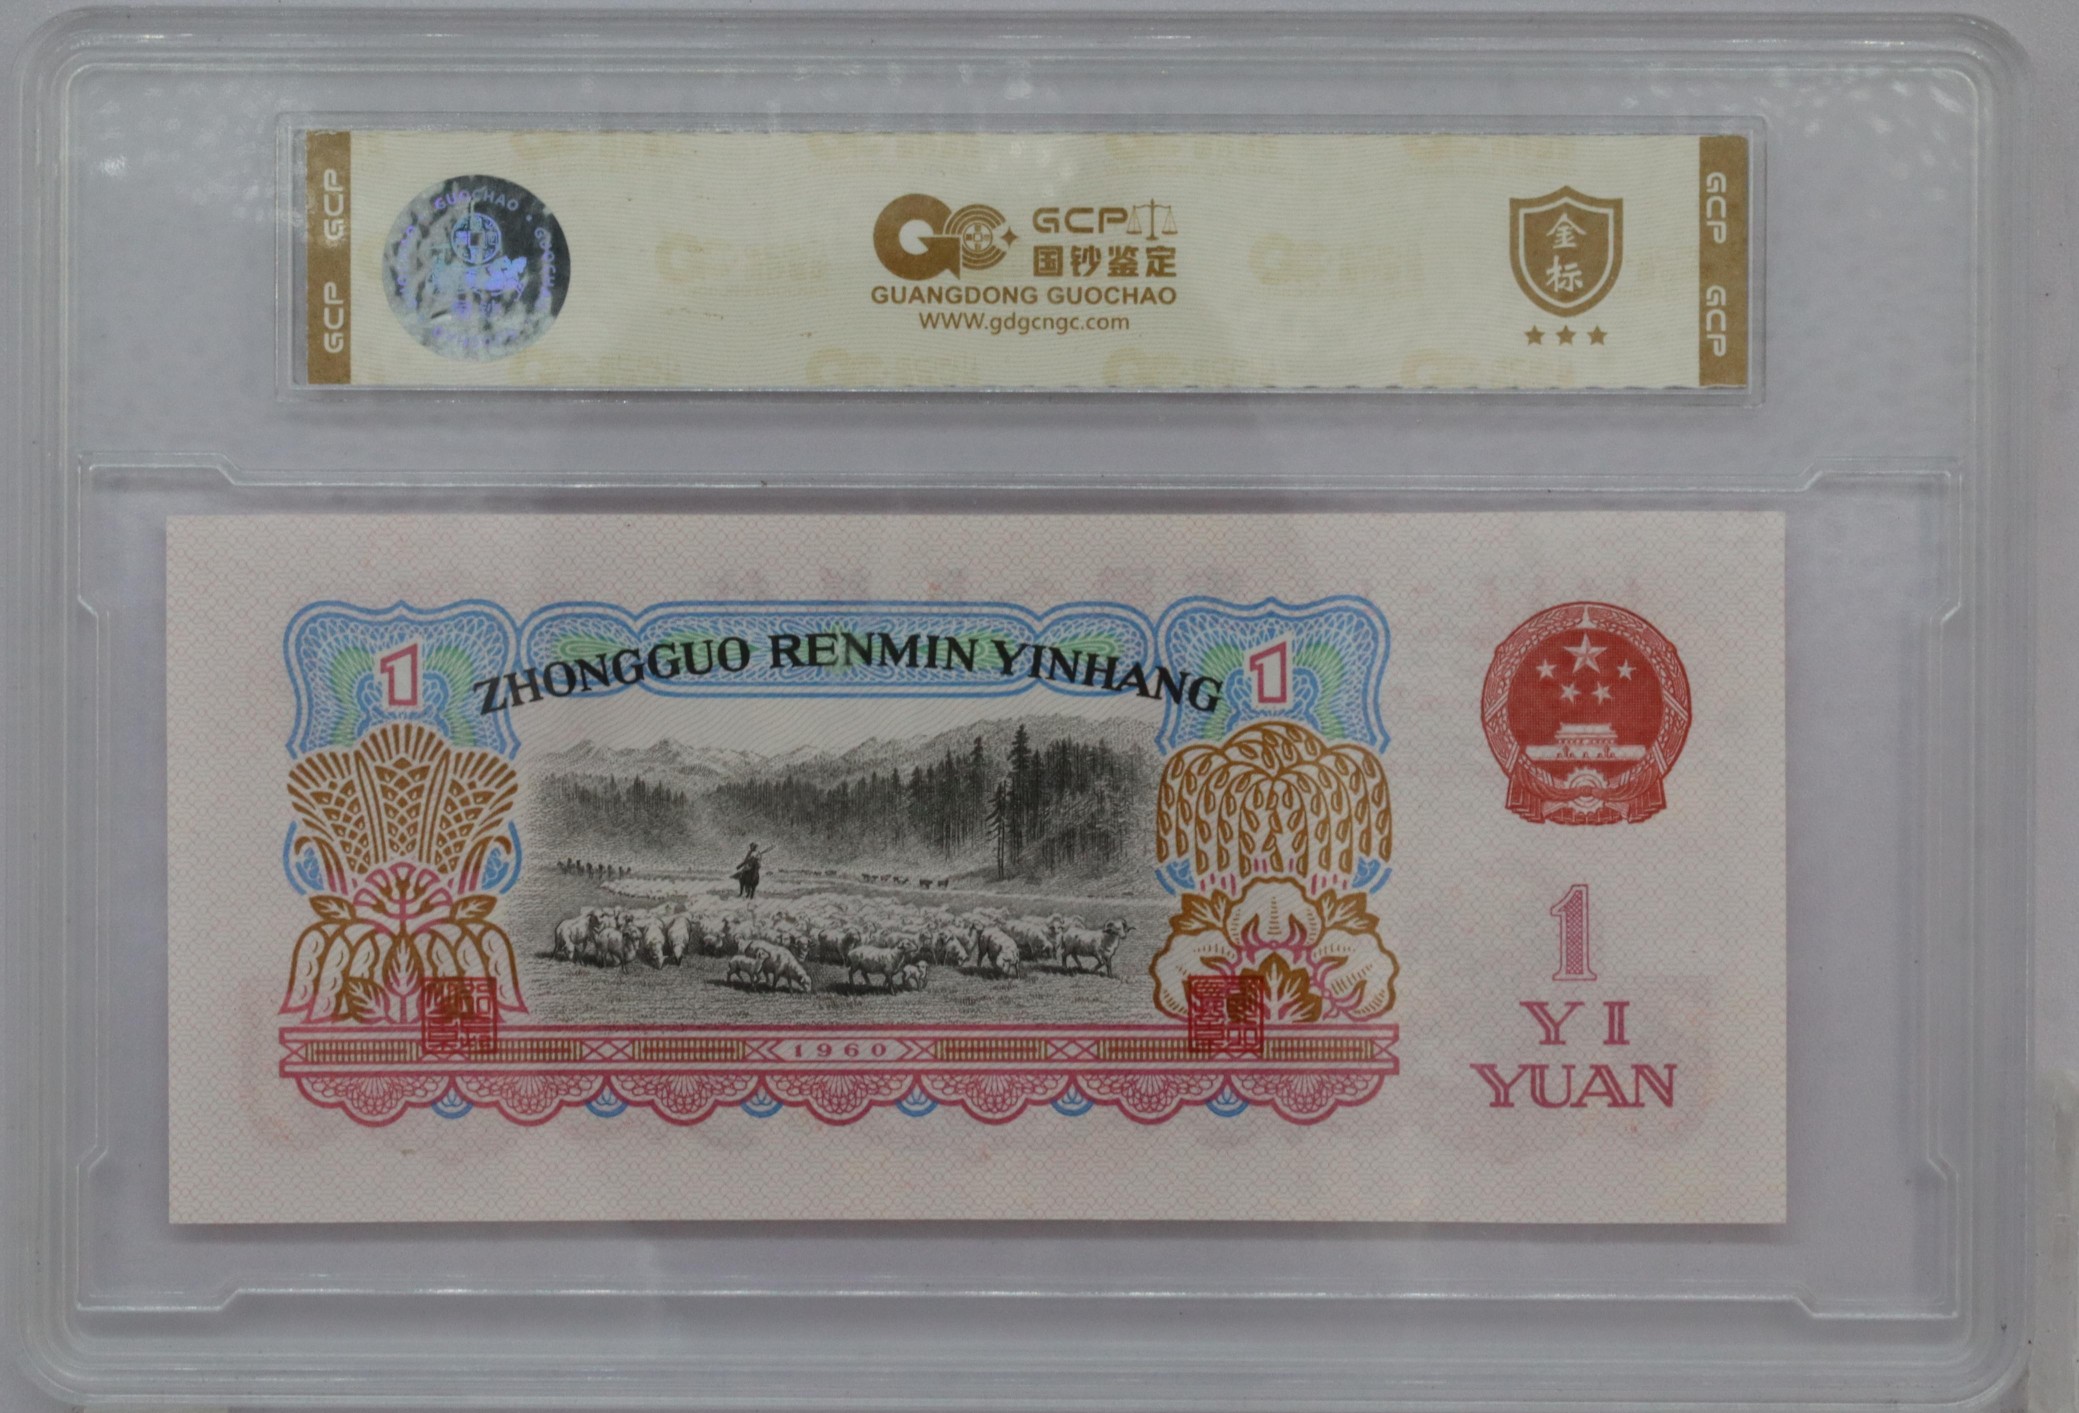 GCP GCP
GUOCHAO
GCP
国钞鉴定
GUANGDONG GUOCHAO
WWW.gdgcngc.com
金标
GCP GCP
ZHONGGUO RENMIN YINHANG
1
1
1
YI
YUAN
1960